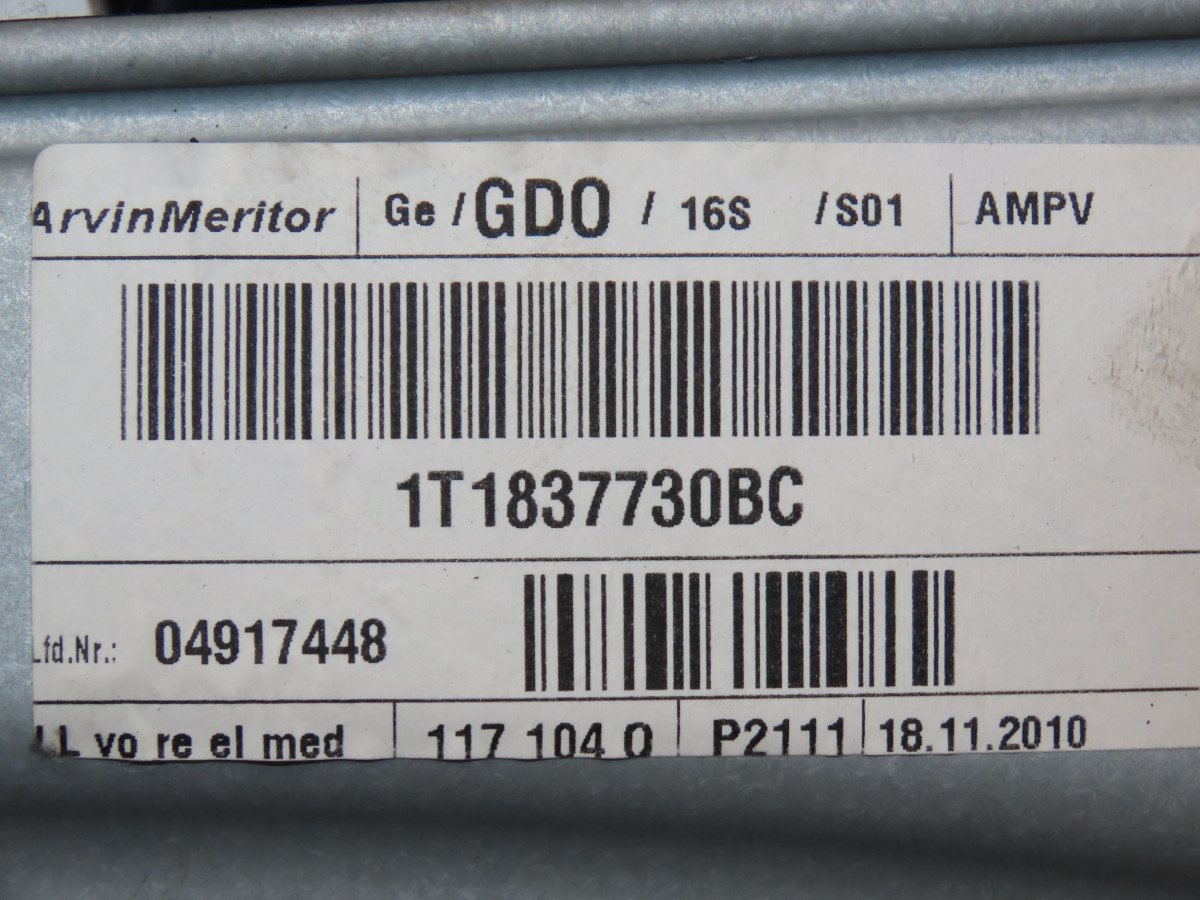 ArvinMeritor Ge / GDO / 16S / S01 AMPV
1T1837730BC
Lfd.Nr.: 04917448
LL vo re el med 117 104 0 P2111 18.11.2010